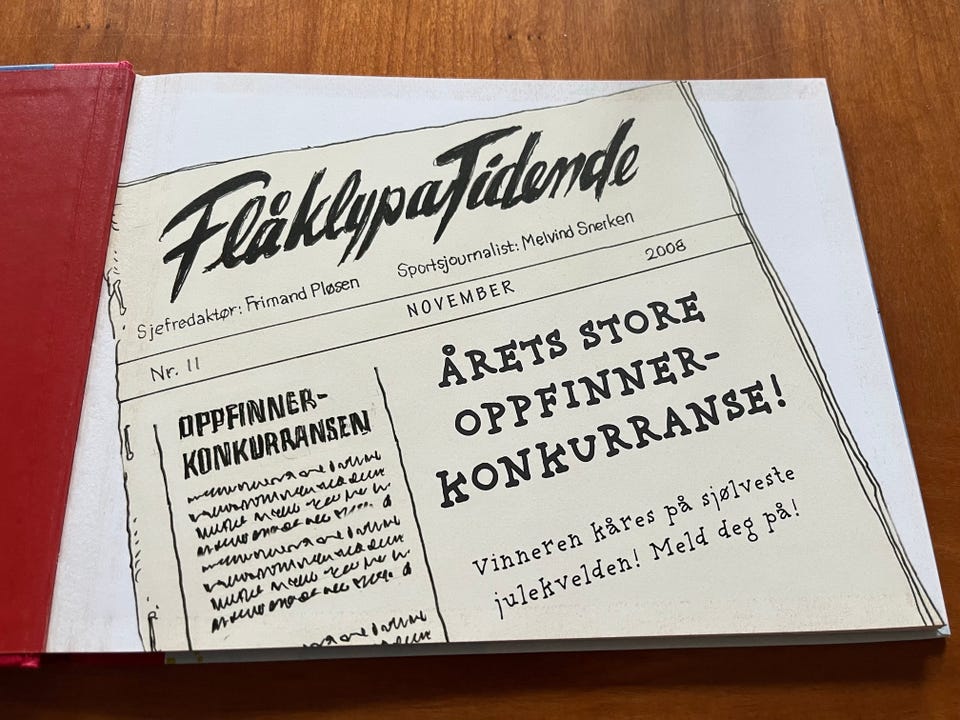 Flåklypa Tidende
Sjefredaktør: Frimand Pløsen Sportsjournalist: Melvind Snerken
Nr. 11 NOVEMBER 2008
OPPFINNER-
KONKURRANSEN
ÅRETS STORE
OPPFINNER-
KONKURRANSE!
Vinneren kåres på sjølveste
julekvelden! Meld deg på!